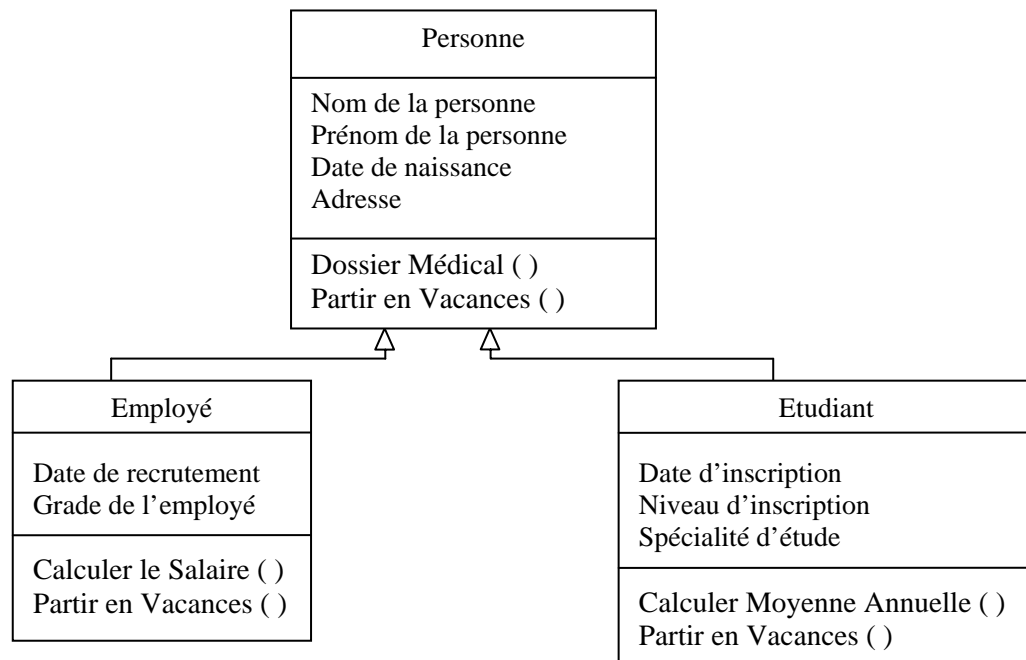 Personne
Nom de la personne
Prénom de la personne
Date de naissance
Adresse
Dossier Médical ( )
Partir en Vacances ( )
Employé
Date de recrutement
Grade de l’employé
Calculer le Salaire ( )
Partir en Vacances ( )
Etudiant
Date d’inscription
Niveau d’inscription
Spécialité d’étude
Calculer Moyenne Annuelle ( )
Partir en Vacances ( )